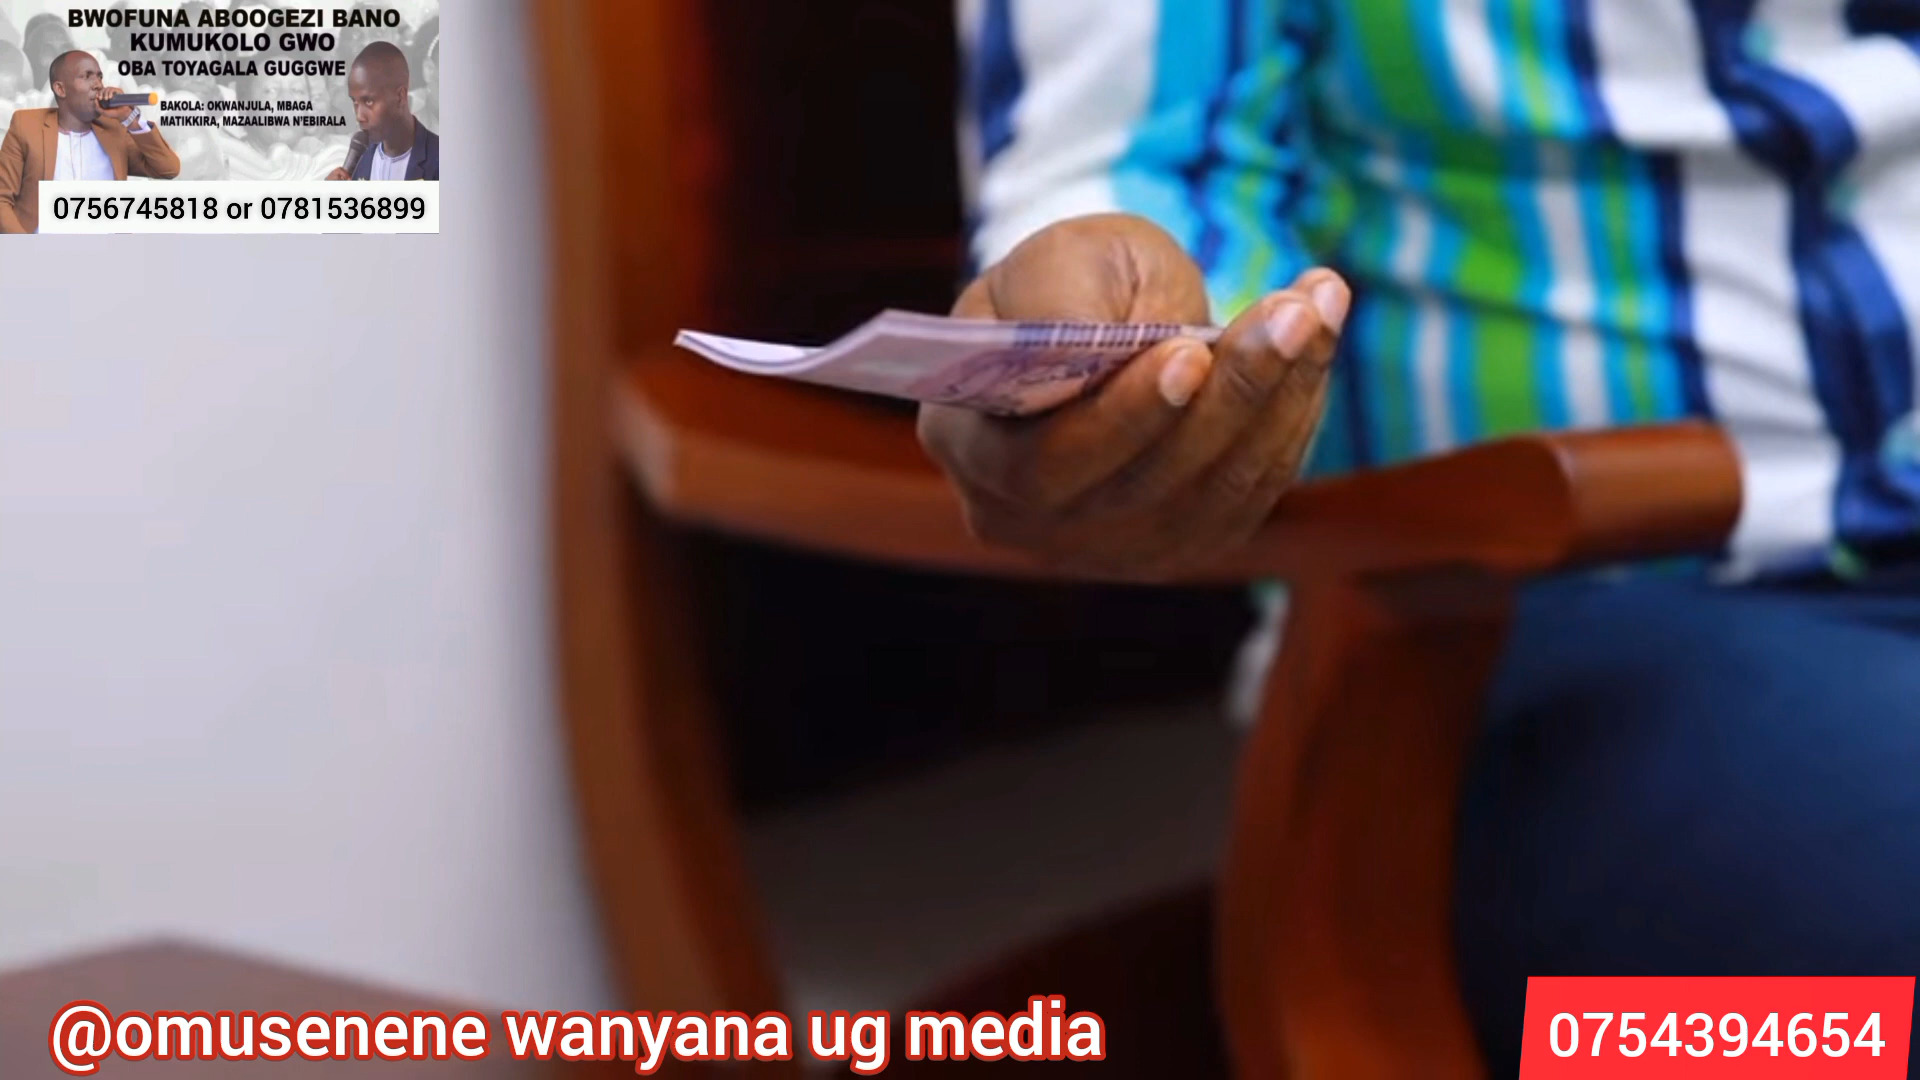 BWOFUNA ABOOGEZI BANO
KUMUKOLO GWO
OBA TOYAGALA GUGGWE
BAKOLA: OKWANJULA, MBAGA
MATIKKIRA, MAZAALIBWA N'EBIRALA
0756745818 or 0781536899
@omusenene wanyana ug media
0754394654